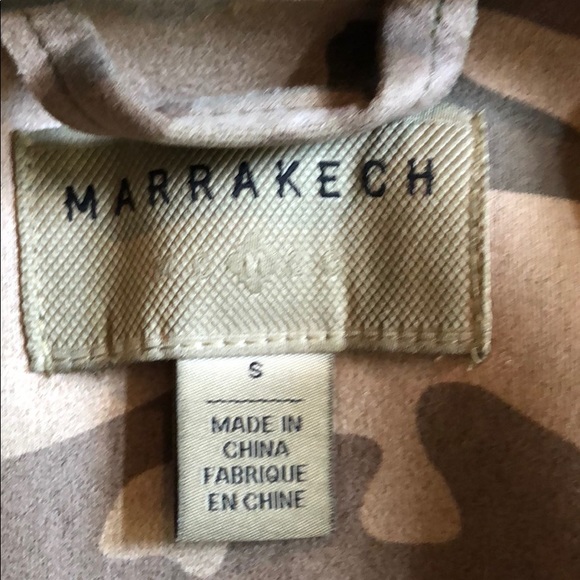 MARRAKECH
S
MADE IN
CHINA
FABRIQUE
EN CHINE